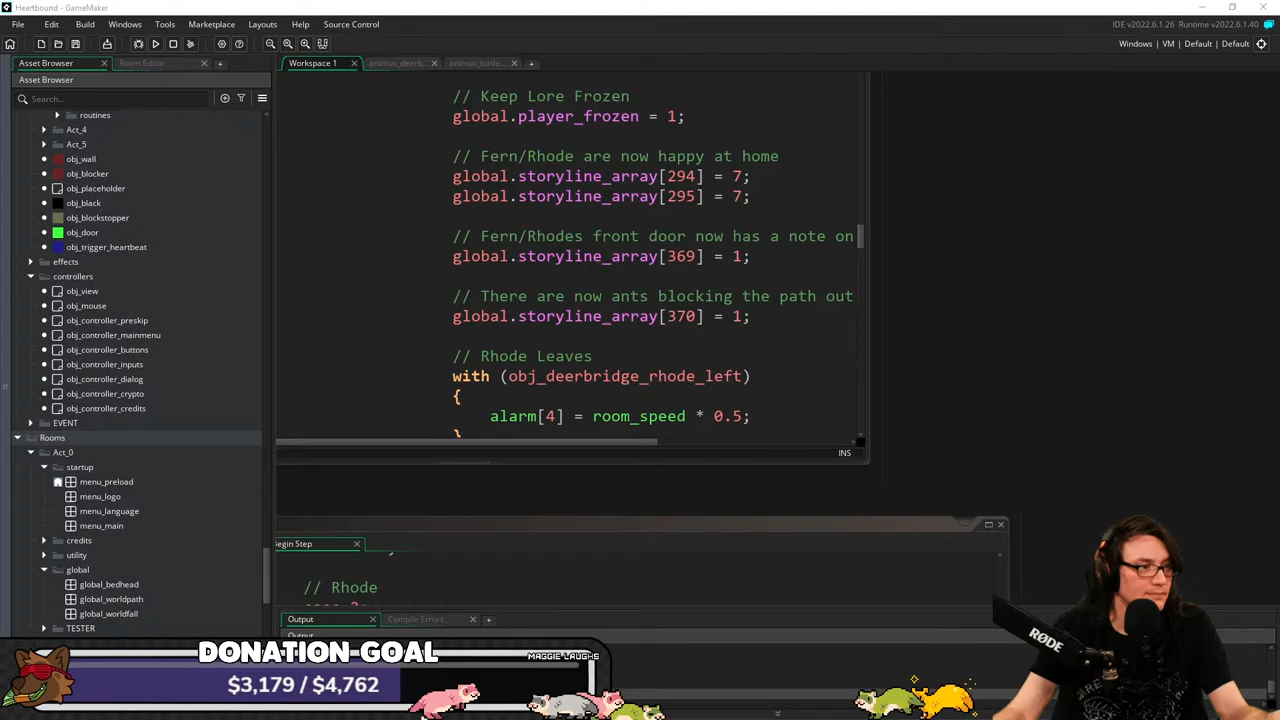 Heartbound - GameMaker
File Edit Build Windows Tools Marketplace Layouts Help Source Control
IDE v2022.6.1.26 Runtime v2022.6.1.40
Windows | VM | Default | Default
Asset Browser Room Editor
Workspace 1 animus_deerb... animus_turtle...
Asset Browser
Search...
routines
Act_4
Act_5
obj_wall
obj_blocker
obj_placeholder
obj_black
obj_blockstopper
obj_door
obj_trigger_heartbeat
effects
controllers
obj_view
obj_mouse
obj_controller_preskip
obj_controller_mainmenu
obj_controller_buttons
obj_controller_inputs
obj_controller_dialog
obj_controller_crypto
obj_controller_credits
EVENT
Rooms
Act_0
startup
menu_preload
menu_logo
menu_language
menu_main
credits
utility
global
global_bedhead
global_worldpath
global_worldfall
TESTER
// Keep Lore Frozen
global.player_frozen = 1;
// Fern/Rhode are now happy at home
global.storyline_array[294] = 7;
global.storyline_array[295] = 7;
// Fern/Rhodes front door now has a note on
global.storyline_array[369] = 1;
// There are now ants blocking the path out
global.storyline_array[370] = 1;
// Rhode Leaves
with (obj_deerbridge_rhode_left)
{
alarm[4] = room_speed * 0.5;
}
INS
Begin Step
// Rhode
Output Compile Errors
Output
DONATION GOAL
MAGGIE LAUGHS
$3,179 / $4,762
RØDE